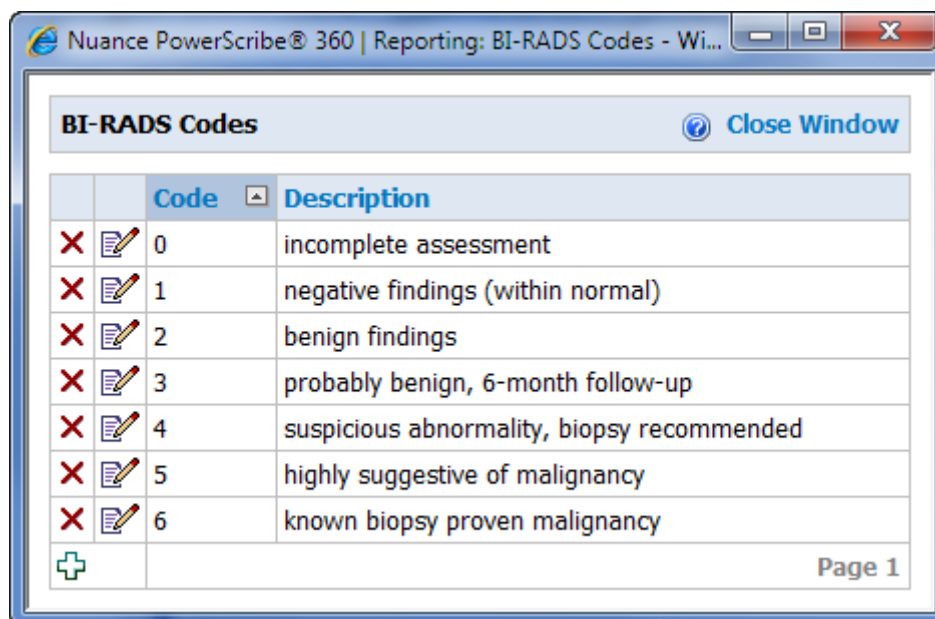 Nuance PowerScribe® 360 | Reporting: BI-RADS Codes - Wi...
BI-RADS Codes Close Window
Code Description
0 incomplete assessment
1 negative findings (within normal)
2 benign findings
3 probably benign, 6-month follow-up
4 suspicious abnormality, biopsy recommended
5 highly suggestive of malignancy
6 known biopsy proven malignancy
Page 1